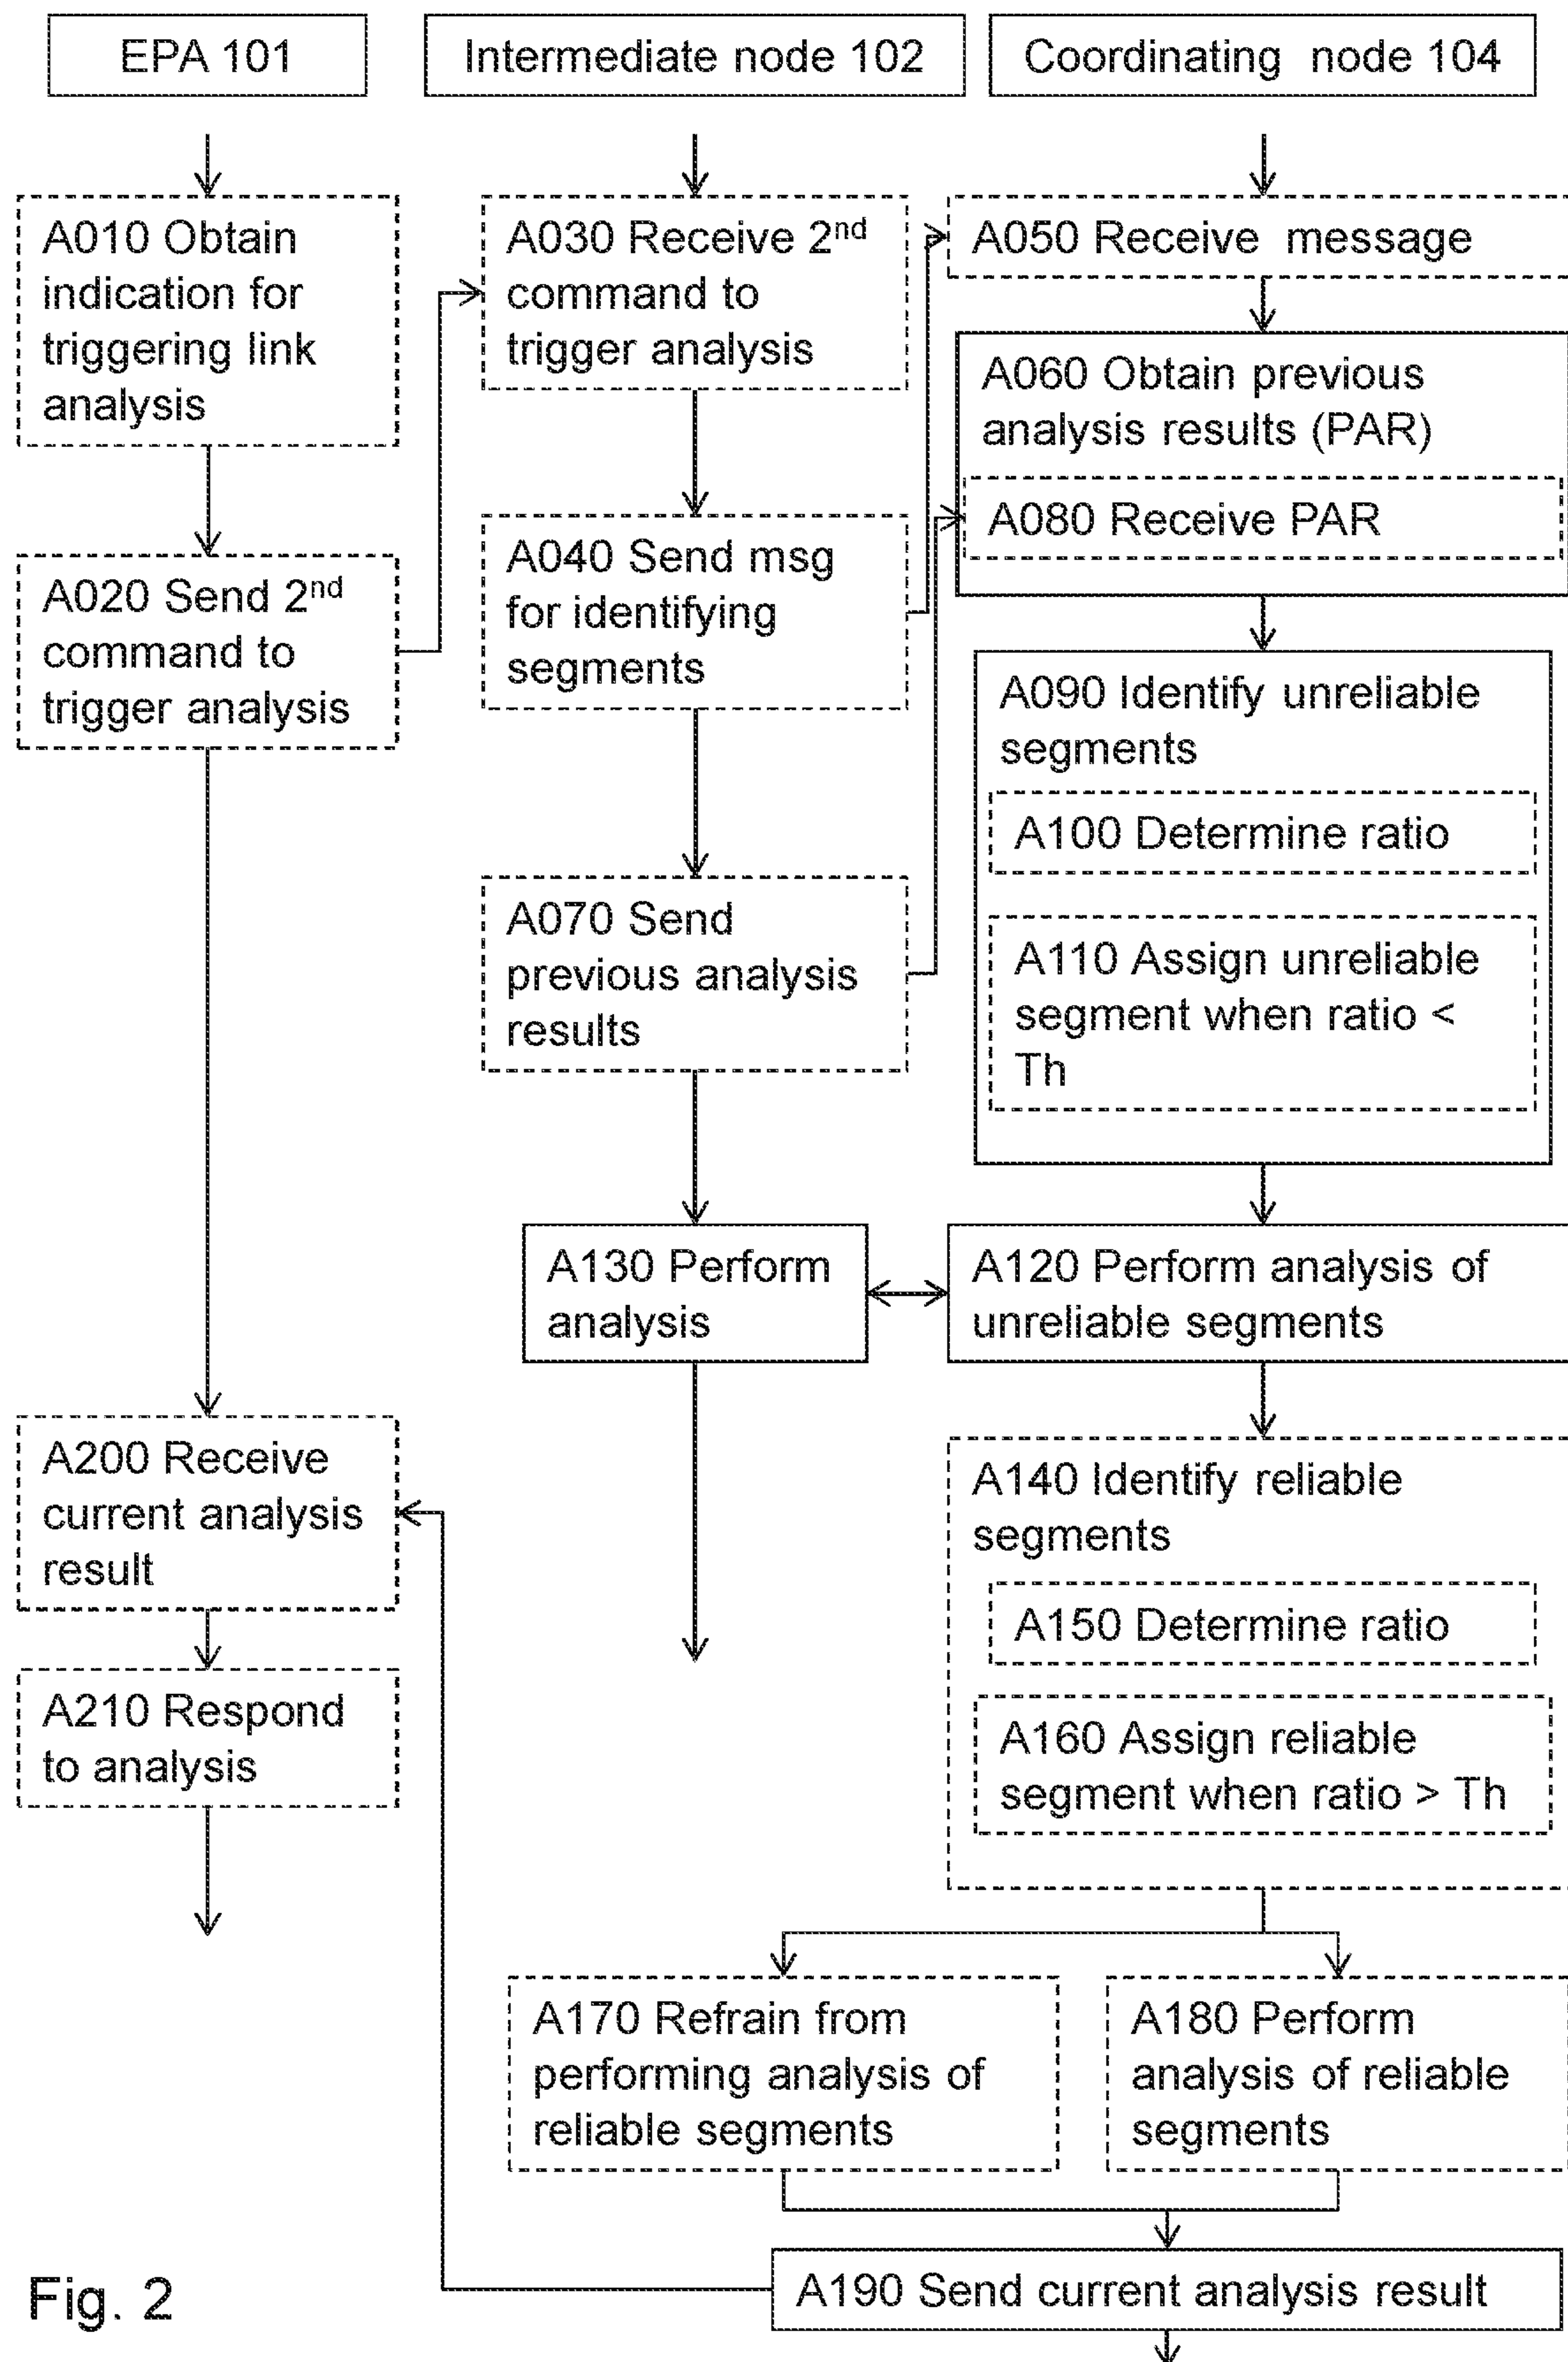 EPA 101
Intermediate node 102
Coordinating node 104
A010 Obtain
indication for
triggering link
analysis
A020 Send 2nd
command to
trigger analysis
A030 Receive 2nd
command to
trigger analysis
A040 Send msg
for identifying
segments
A050 Receive message
A060 Obtain previous
analysis results (PAR)
A080 Receive PAR
A070 Send
previous analysis
results
A090 Identify unreliable
segments
A100 Determine ratio
A110 Assign unreliable
segment when ratio <
Th
A130 Perform
analysis
A120 Perform analysis of
unreliable segments
A140 Identify reliable
segments
A150 Determine ratio
A160 Assign reliable
segment when ratio > Th
A170 Refrain from
performing analysis of
reliable segments
A180 Perform
analysis of reliable
segments
A190 Send current analysis result
A200 Receive
current analysis
result
A210 Respond
to analysis
Fig. 2